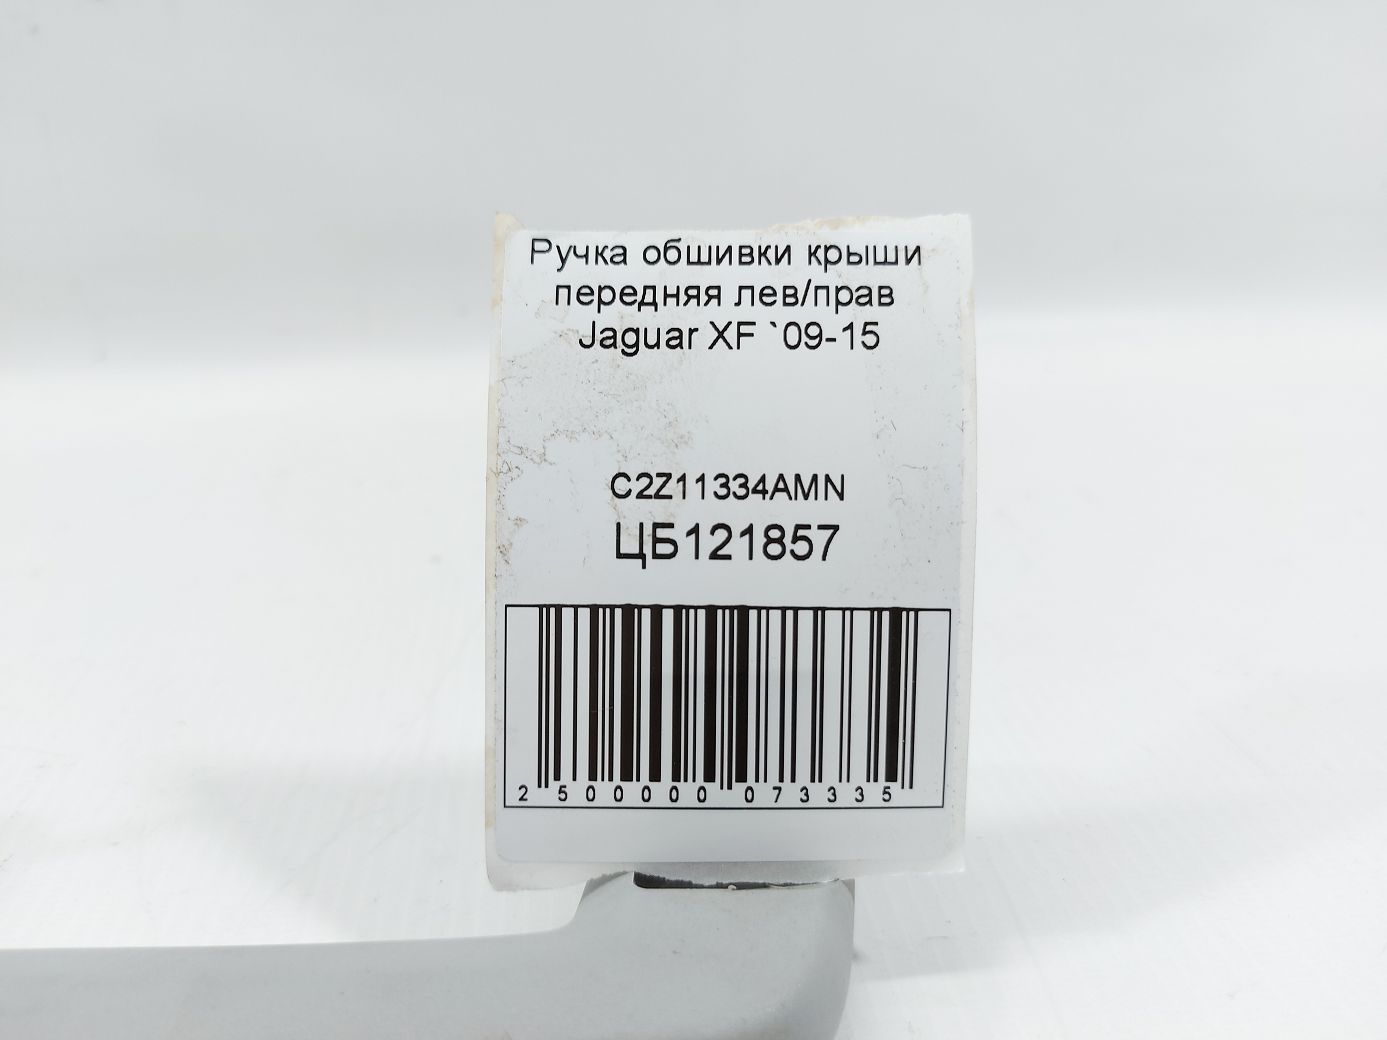 Ручка обшивки крыши
передняя лев/прав
Jaguar XF `09-15
C2Z11334AMN
ЦБ121857
2 500000 073335